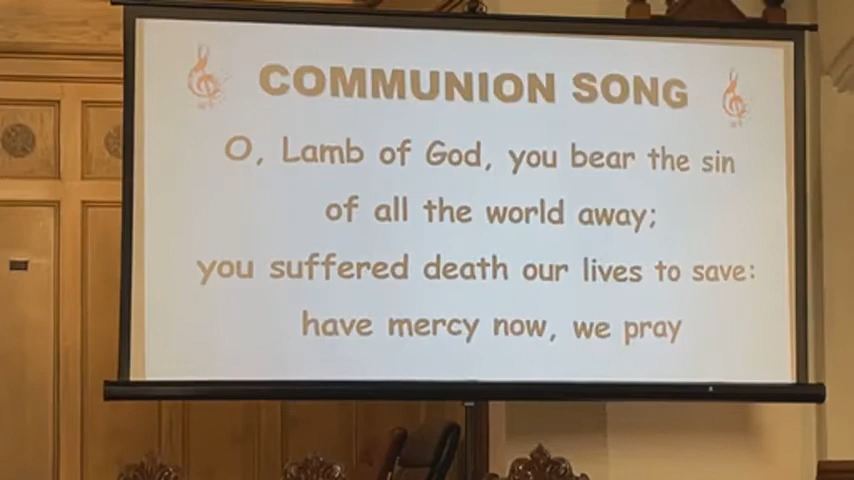 COMMUNION SONG
O, Lamb of God, you bear the sin
of all the world away;
you suffered death our lives to save:
have mercy now, we pray